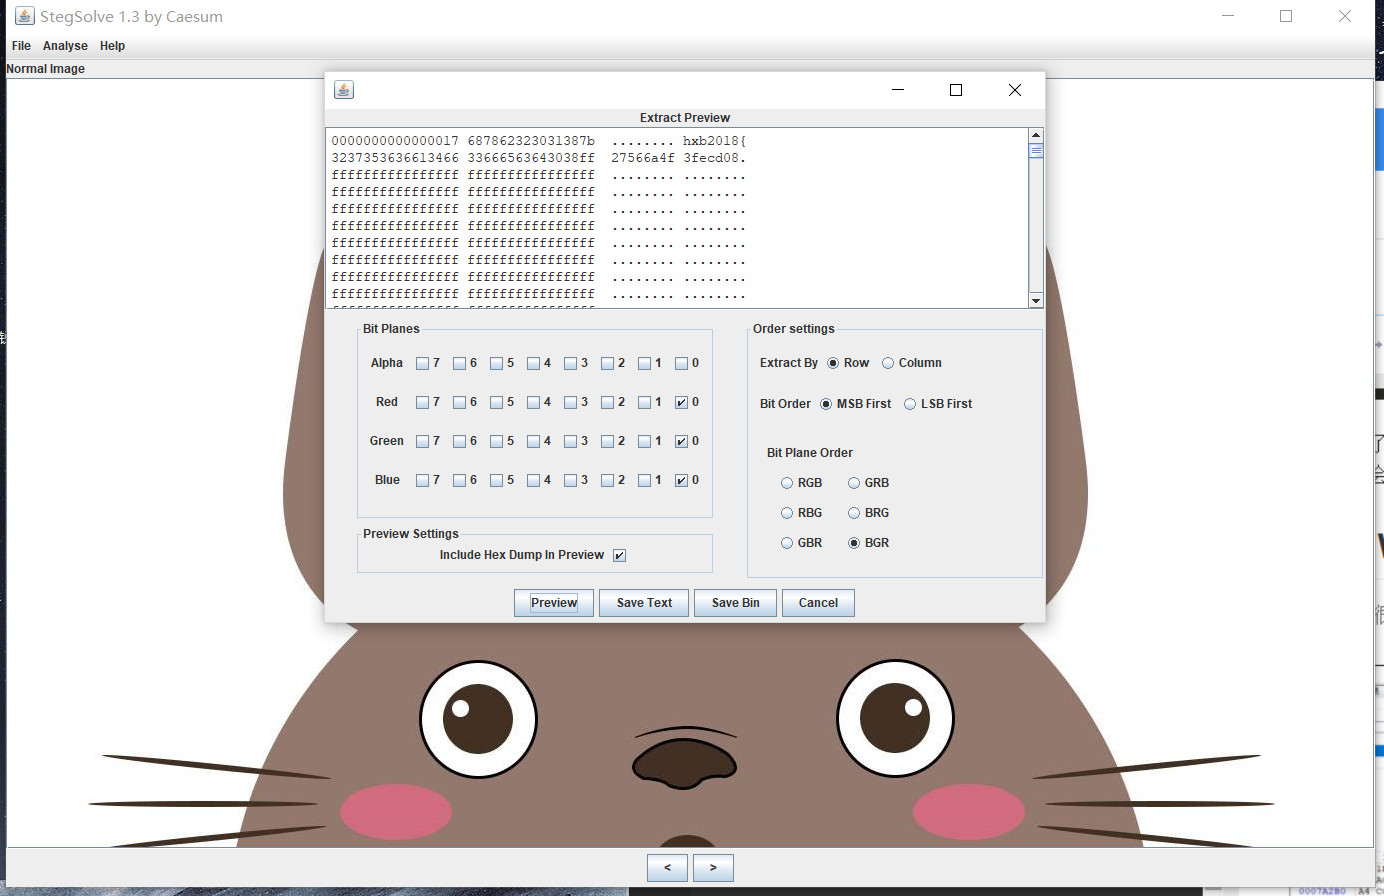 StegSolve 1.3 by Caesum
File Analyse Help
Normal Image
Extract Preview
0000000000000017 687862323031387b ........ hxb2018{
3237353636613466 33666563643038ff 27566a4f 3fecd08.
ffffffffffffffff ffffffffffffffff ........ ........
ffffffffffffffff ffffffffffffffff ........ ........
ffffffffffffffff ffffffffffffffff ........ ........
ffffffffffffffff ffffffffffffffff ........ ........
ffffffffffffffff ffffffffffffffff ........ ........
ffffffffffffffff ffffffffffffffff ........ ........
ffffffffffffffff ffffffffffffffff ........ ........
ffffffffffffffff ffffffffffffffff ........ ........
Bit Planes
Alpha 7 6 5 4 3 2 1 0
Red 7 6 5 4 3 2 1 0
Green 7 6 5 4 3 2 1 0
Blue 7 6 5 4 3 2 1 0
Preview Settings
Include Hex Dump In Preview
Order settings
Extract By Row Column
Bit Order MSB First LSB First
Bit Plane Order
RGB GRB
RBG BRG
GBR BGR
Preview Save Text Save Bin Cancel
< >
0007A2B0 A4